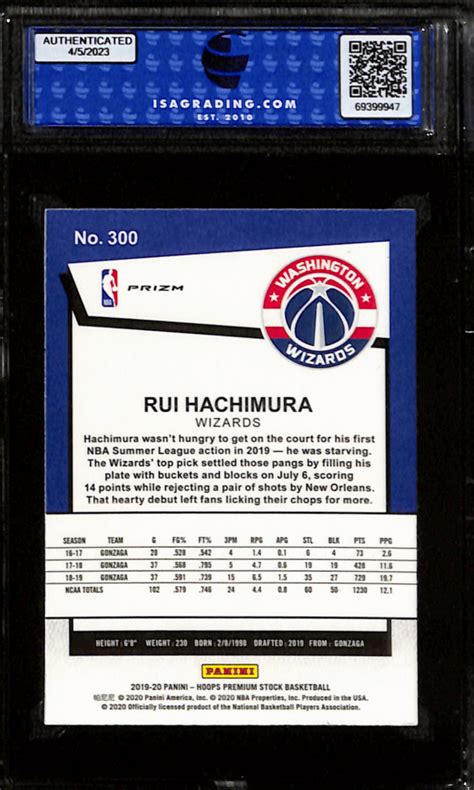 AUTHENTICATED
4/5/2023
ISAGRADING.COM
EST. 2010
69399947
No. 300
NBA
PRIZM
WASHINGTON
WIZARDS
RUI HACHIMURA
WIZARDS
Hachimura wasn't hungry to get on the court for his first
NBA Summer League action in 2019 — he was starving.
The Wizards' top pick settled those pangs by filling his
plate with buckets and blocks on July 6, scoring
14 points while rejecting a pair of shots by New Orleans.
That hearty debut left fans licking their chops for more.
SEASON TEAM G FG% FT% 3PM RPG APG STL BLK PTS PPG
16-17 GONZAGA 28 .528 .542 4 1.4 0.1 6 4 73 2.6
17-18 GONZAGA 37 .568 .795 5 4.7 0.6 19 19 428 11.6
18-19 GONZAGA 37 .591 .739 15 6.5 1.5 35 27 729 19.7
NCAA TOTALS 102 .579 .746 24 4.4 0.8 60 50 1230 12.1
HEIGHT: 6'8" WEIGHT: 230 BORN: 2/8/1998 DRAFTED: 2019 FROM: GONZAGA
PANINI
2019-20 PANINI – HOOPS PREMIUM STOCK BASKETBALL
帕尼尼 © 2020 Panini America, Inc. © 2020 NBA Properties, Inc. Produced in the USA.
© 2020 Officially licensed product of the National Basketball Players Association.